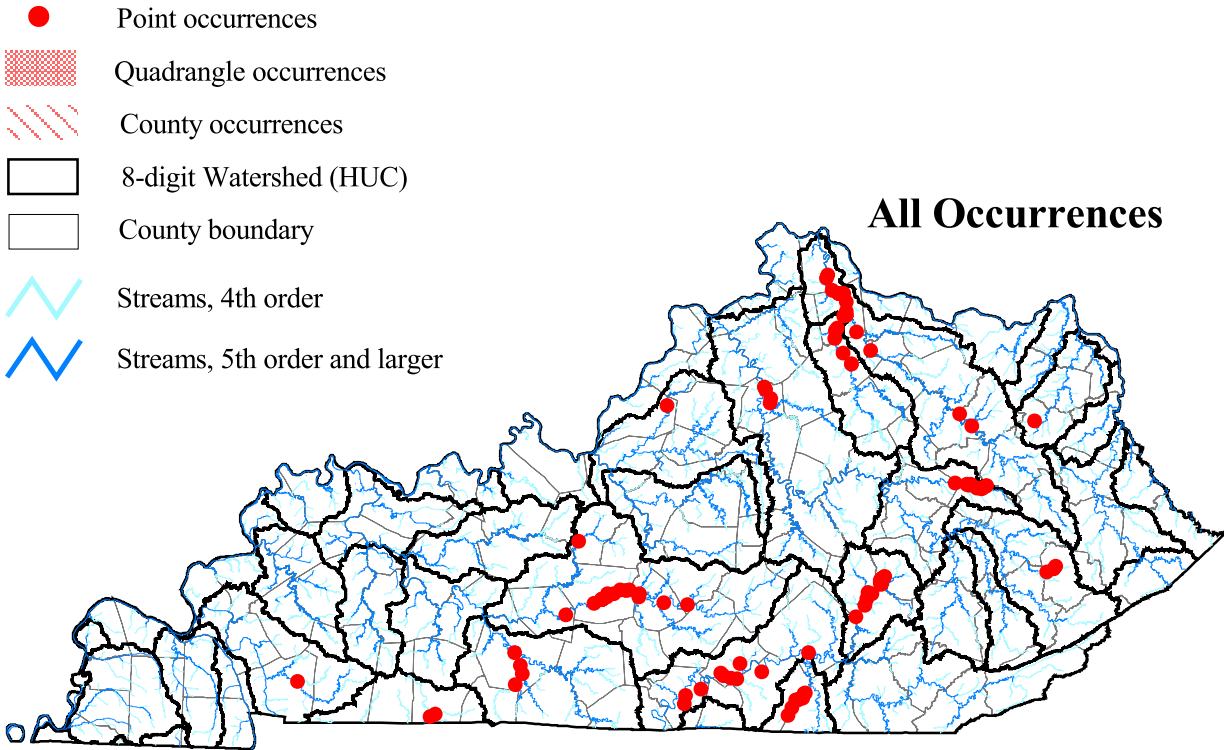 Point occurrences
Quadrangle occurrences
County occurrences
8-digit Watershed (HUC)
County boundary
Streams, 4th order
Streams, 5th order and larger
All Occurrences